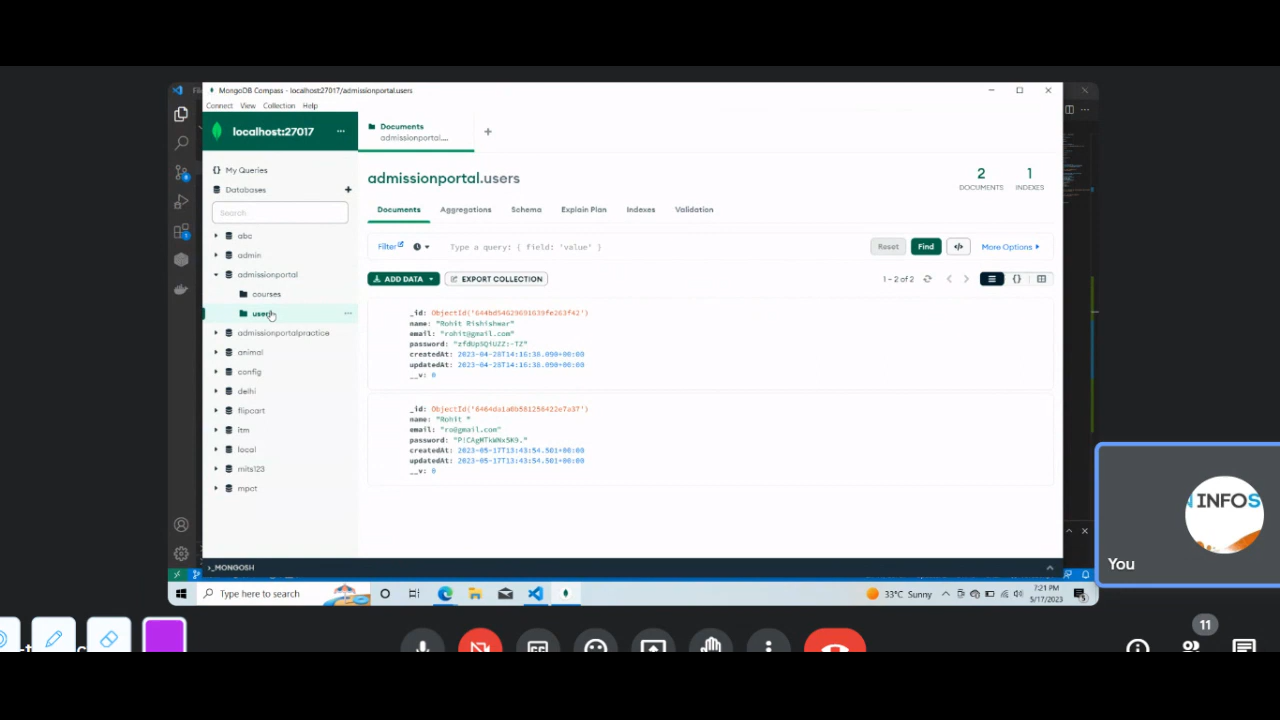 MongoDB Compass - localhost:27017/admissionportal.users
Connect View Collection Help
localhost:27017
Documents
admissionportal....
My Queries
Databases
Search
abc
admin
admissionportal
courses
users
admissionportalpractice
animal
config
delhi
flipcart
itm
local
mits123
mpct
admissionportal.users
2
DOCUMENTS
1
INDEXES
Documents Aggregations Schema Explain Plan Indexes Validation
Filter Type a query: { field: 'value' } Reset Find More Options
ADD DATA EXPORT COLLECTION 1 - 2 of 2
name: "Rohit Rishishwar"
email: "rohit@gmail.com"
password:
createdAt: 2023-04-28T14:16:38.090+00:00
updatedAt: 2023-04-28T14:16:38.090+00:00
__v: 0
name: "Rohit "
email: "ro@gmail.com"
password:
createdAt: 2023-05-17T13:43:54.501+00:00
updatedAt: 2023-05-17T13:43:54.501+00:00
__v: 0
>_MONGOSH
Type here to search
33°C Sunny
7:21 PM
5/17/2023
N INFOS
You
11